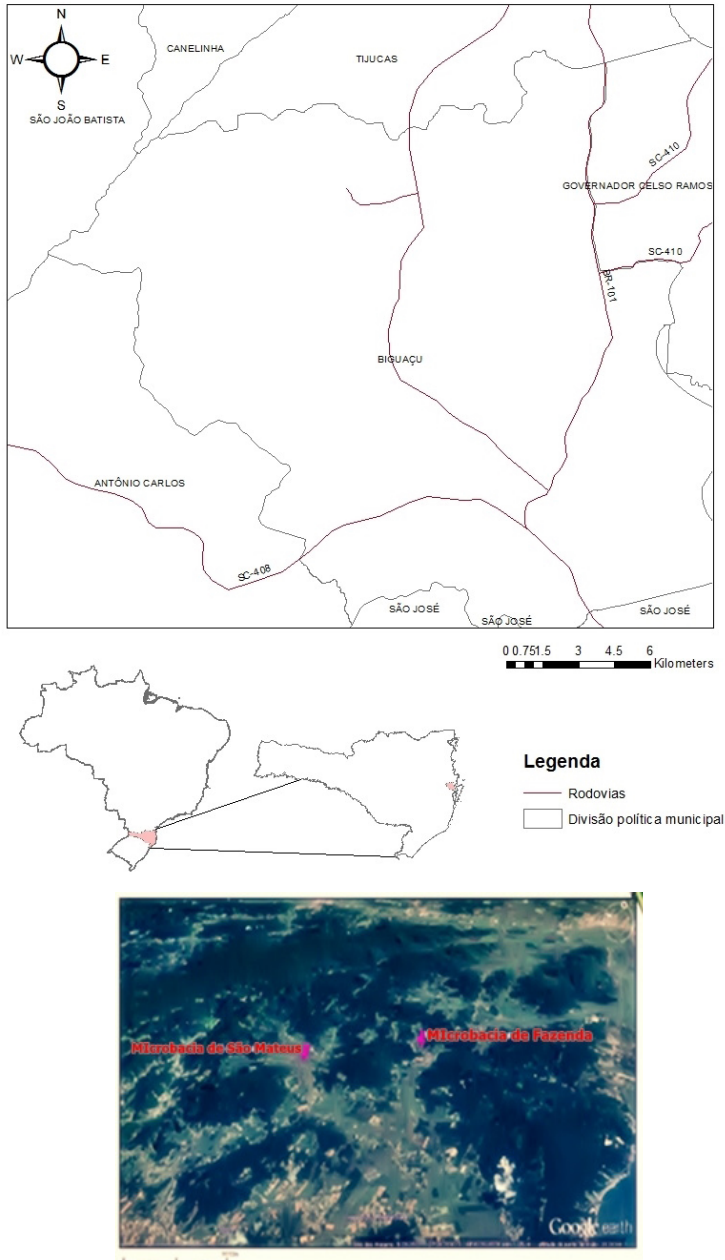 N
W E
S
CANELINHA
TIJUCAS
SÃO JOÃO BATISTA
SC-410
GOVERNADOR CELSO RAMOS
SC-410
BR-101
BIGUAÇU
ANTÔNIO CARLOS
SC-408
SÃO JOSÉ
SÃO JOSÉ
SÃO JOSÉ
0 0.751.5 3 4.5 6
Kilometers
Legenda
Rodovias
Divisão política municipal
MIcrobacia de São Mateus
MIcrobacia de Fazenda
Google earth